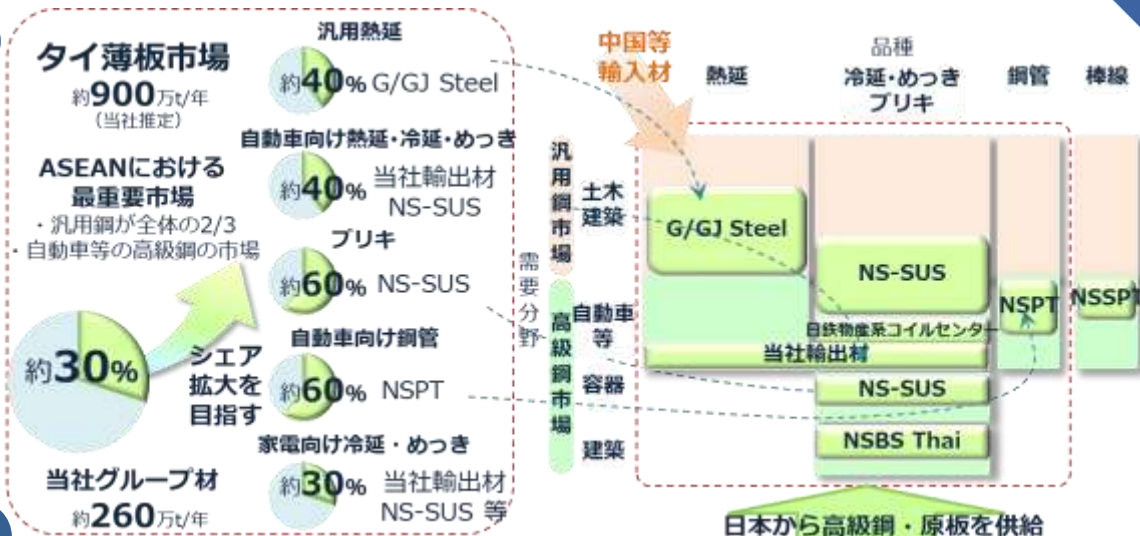 タイ薄板市場
約900万t/年
(当社推定)
ASEANにおける
最重要市場
・汎用鋼が全体の2/3
・自動車等の高級鋼の市場
約30%
シェア
拡大を
目指す
当社グループ材
約260万t/年
汎用熱延
約40% G/GJ Steel
自動車向け熱延・冷延・めっき
約40% 当社輸出材
NS-SUS
ブリキ
約60% NS-SUS
自動車向け鋼管
約60% NSPT
家電向け冷延・めっき
約30% 当社輸出材
NS-SUS 等
中国等
輸入材
品種
熱延
冷延・めっき
ブリキ
鋼管
棒線
需要分野
汎用鋼市場
土木
建築
高級鋼市場
自動車
等
容器
建築
G/GJ Steel
NS-SUS
NSPT
NSSPT
日鉄物産系コイルセンター
当社輸出材
NS-SUS
NSBS Thai
日本から高級鋼・原板を供給